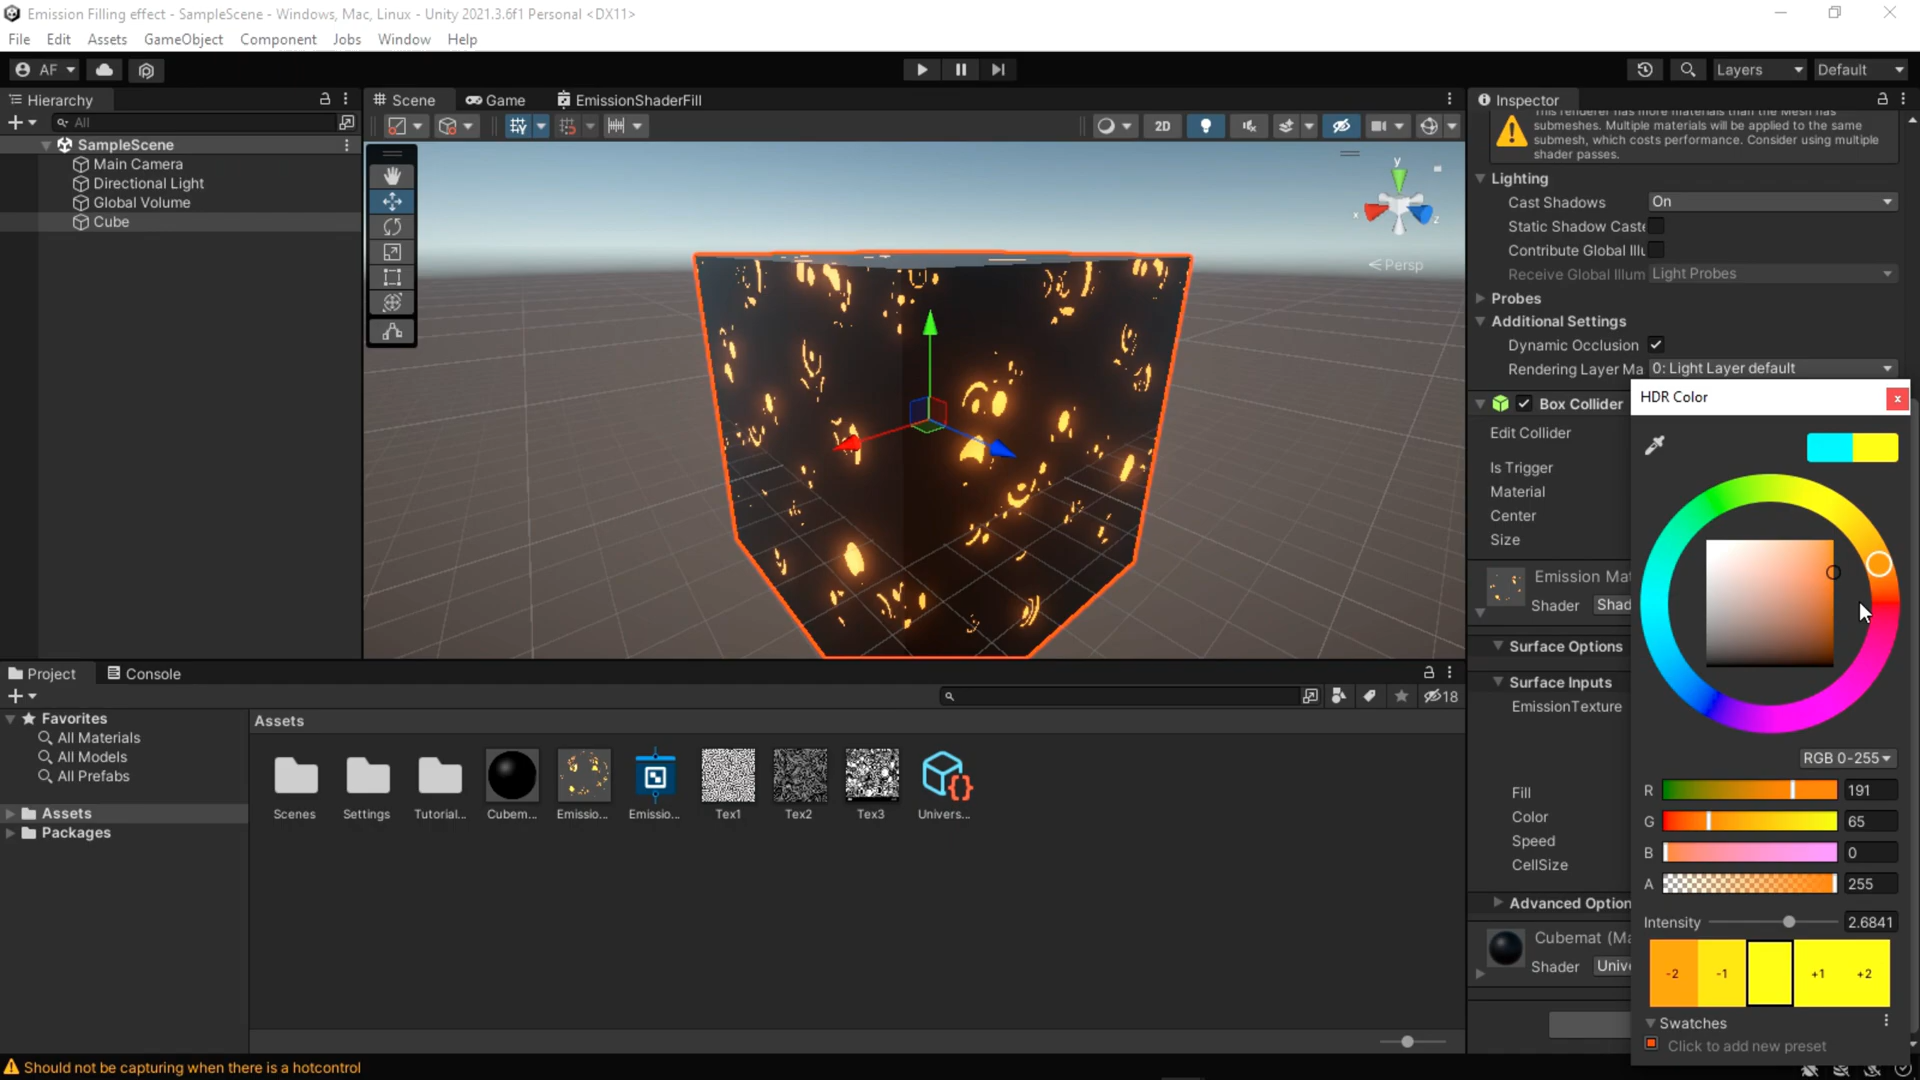 Emission Filling effect - SampleScene - Windows, Mac, Linux - Unity 2021.3.6f1 Personal <DX11>
File Edit Assets GameObject Component Jobs Window Help
AF Layers Default
Hierarchy
All
SampleScene
Main Camera
Directional Light
Global Volume
Cube
Scene Game EmissionShaderFill
2D
y
x
z
Persp
Inspector
This renderer has more materials than the Mesh has
submeshes. Multiple materials will be applied to the same
submesh, which costs performance. Consider using multiple
shader passes.
Lighting
Cast Shadows On
Static Shadow Caste
Contribute Global Illu
Receive Global Illum Light Probes
Probes
Additional Settings
Dynamic Occlusion
Rendering Layer Ma 0: Light Layer default
Box Collider
Edit Collider
Is Trigger
Material
Center
Size
Emission Mat
Shader Shad
Surface Options
Surface Inputs
EmissionTexture
Fill
Color
Speed
CellSize
Advanced Option
Cubemat (Ma
Shader Unive
HDR Color
x
RGB 0-255
R 191
G 65
B 0
A 255
Intensity 2.6841
-2 -1 +1 +2
Swatches
Click to add new preset
Project Console
18
Favorites
All Materials
All Models
All Prefabs
Assets
Packages
Assets
Scenes Settings Tutorial... Cubem... Emissio... Emissio... Tex1 Tex2 Tex3 Univers...
Should not be capturing when there is a hotcontrol